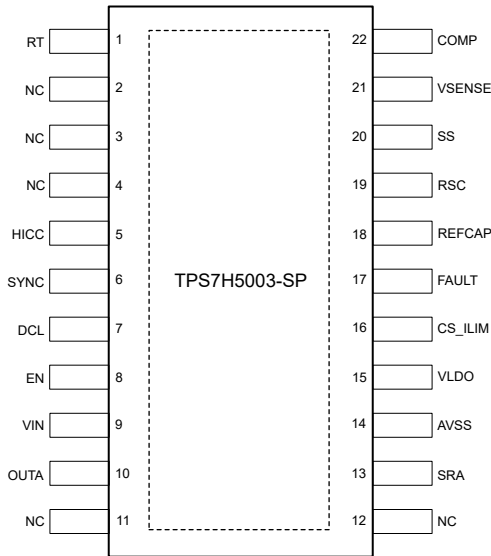 RT 1 22 COMP
NC 2 21 VSENSE
NC 3 20 SS
NC 4 19 RSC
HICC 5 18 REFCAP
SYNC 6 TPS7H5003-SP 17 FAULT
DCL 7 16 CS_ILIM
EN 8 15 VLDO
VIN 9 14 AVSS
OUTA 10 13 SRA
NC 11 12 NC